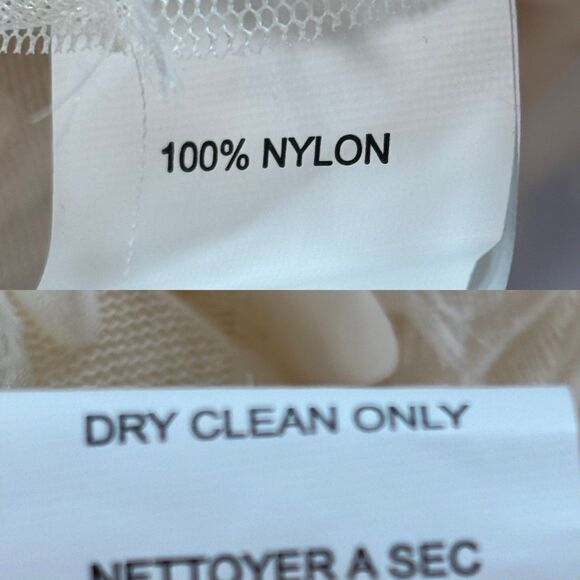 100% NYLON
DRY CLEAN ONLY
NETTOYER A SEC